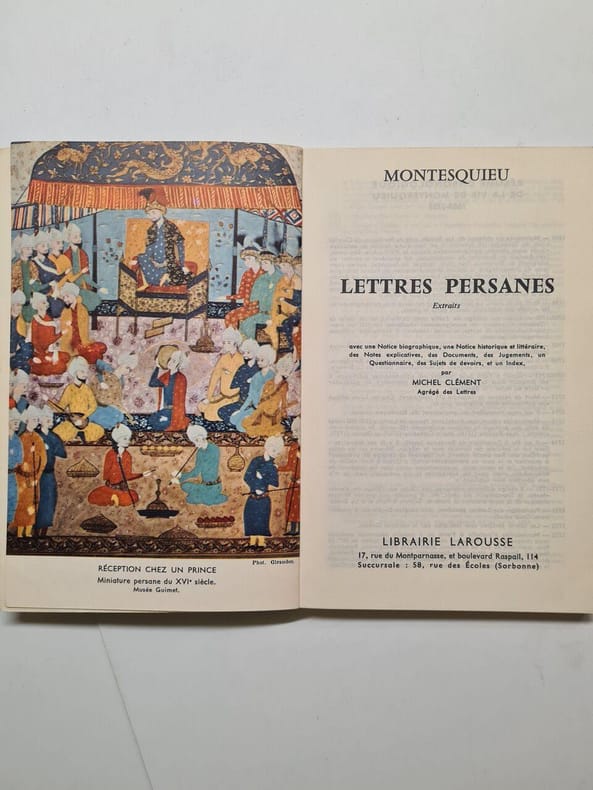 Phot. Giraudon.
RÉCEPTION CHEZ UN PRINCE
Miniature persane du XVIe siècle.
Musée Guimet.
MONTESQUIEU
LETTRES PERSANES
Extraits
avec une Notice biographique, une Notice historique et littéraire,
des Notes explicatives, des Documents, des Jugements, un
Questionnaire, des Sujets de devoirs, et un Index,
par
MICHEL CLÉMENT
Agrégé des Lettres
LIBRAIRIE LAROUSSE
17, rue du Montparnasse, et boulevard Raspail, 114
Succursale : 58, rue des Écoles (Sorbonne)